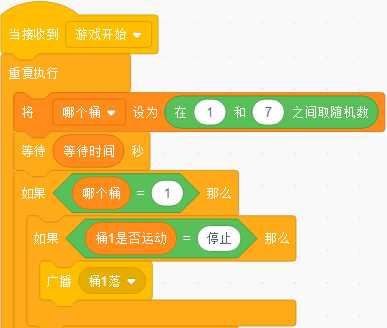 当接收到 游戏开始
重复执行
将 哪个桶 设为 在 1 和 7 之间取随机数
等待 等待时间 秒
如果 哪个桶 = 1 那么
如果 桶1是否运动 = 停止 那么
广播 桶1落